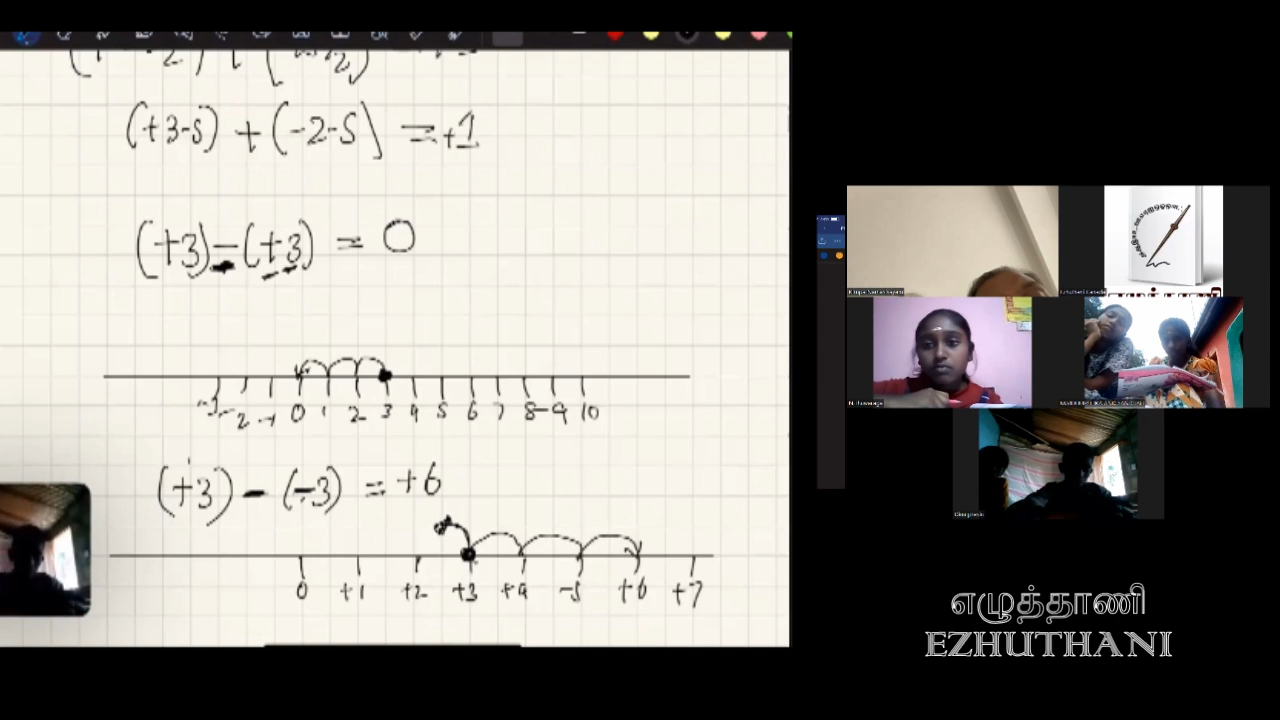 (+3-5) + (-2-5) = +1
(+3) - (+3) = 0
-3 -2 -1 0 1 2 3 4 5 6 7 8 9 10
(+3) - (-3) = +6
0 +1 +2 +3 +4 -5 +6 +7
எழுத்தாணி
EZHUTHANI